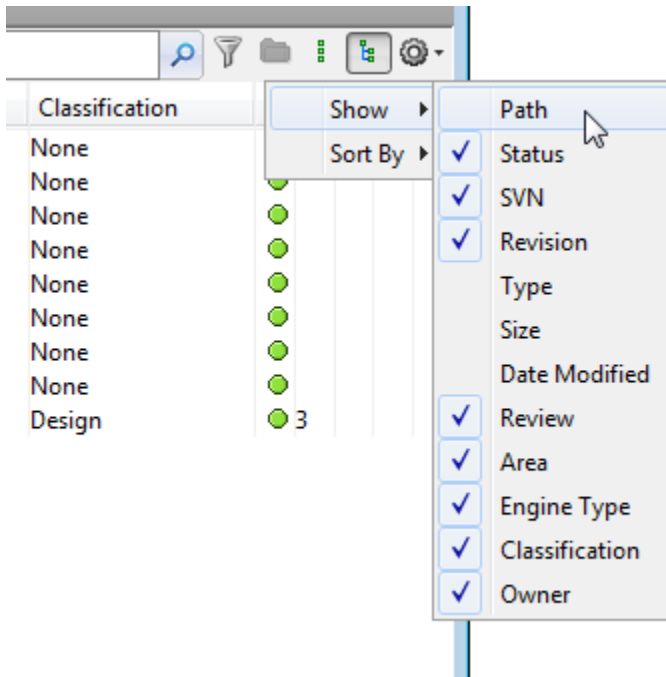 Classification
Show
Sort By
Path
Status
SVN
Revision
Type
Size
Date Modified
Review
Area
Engine Type
Classification
Owner
None
None
None
None
None
None
None
None
Design 3